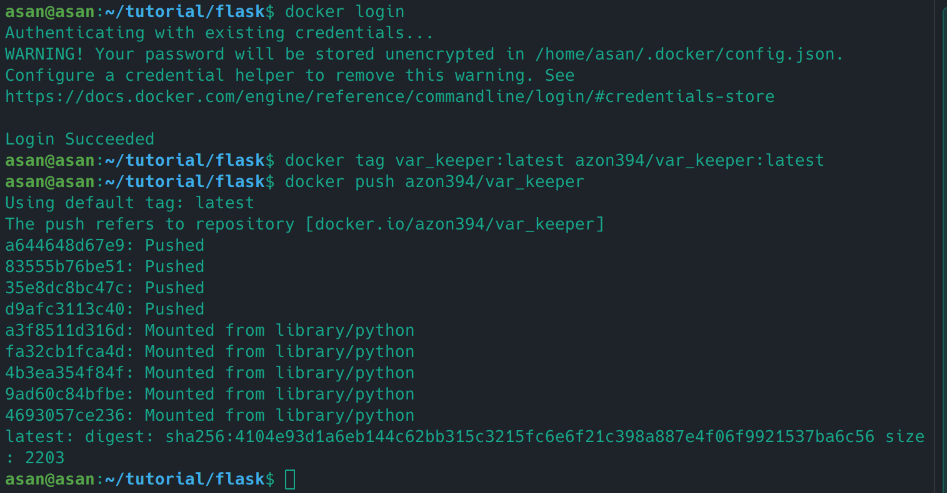 asan@asan:~/tutorial/flask$ docker login
Authenticating with existing credentials...
WARNING! Your password will be stored unencrypted in /home/asan/.docker/config.json.
Configure a credential helper to remove this warning. See
https://docs.docker.com/engine/reference/commandline/login/#credentials-store
Login Succeeded
asan@asan:~/tutorial/flask$ docker tag var_keeper:latest azon394/var_keeper:latest
asan@asan:~/tutorial/flask$ docker push azon394/var_keeper
Using default tag: latest
The push refers to repository [docker.io/azon394/var_keeper]
a644648d67e9: Pushed
83555b76be51: Pushed
35e8dc8bc47c: Pushed
d9afc3113c40: Pushed
a3f8511d316d: Mounted from library/python
fa32cb1fca4d: Mounted from library/python
4b3ea354f84f: Mounted from library/python
9ad60c84bfbe: Mounted from library/python
4693057ce236: Mounted from library/python
latest: digest: sha256:4104e93d1a6eb144c62bb315c3215fc6e6f21c398a887e4f06f9921537ba6c56 size
: 2203
asan@asan:~/tutorial/flask$